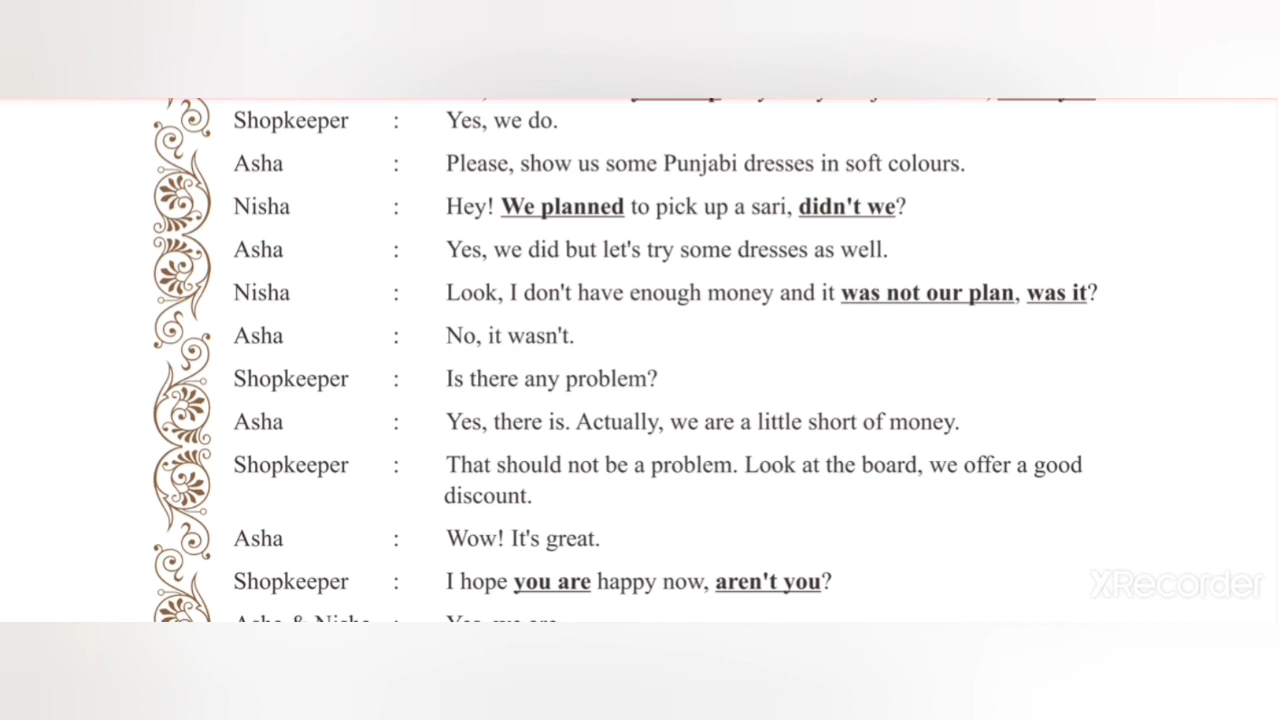 Shopkeeper : Yes, we do.
Asha : Please, show us some Punjabi dresses in soft colours.
Nisha : Hey! We planned to pick up a sari, didn't we?
Asha : Yes, we did but let's try some dresses as well.
Nisha : Look, I don't have enough money and it was not our plan, was it?
Asha : No, it wasn't.
Shopkeeper : Is there any problem?
Asha : Yes, there is. Actually, we are a little short of money.
Shopkeeper : That should not be a problem. Look at the board, we offer a good
discount.
Asha : Wow! It's great.
Shopkeeper : I hope you are happy now, aren't you?
Asha & Nisha : Yes, we are.
XRecorder